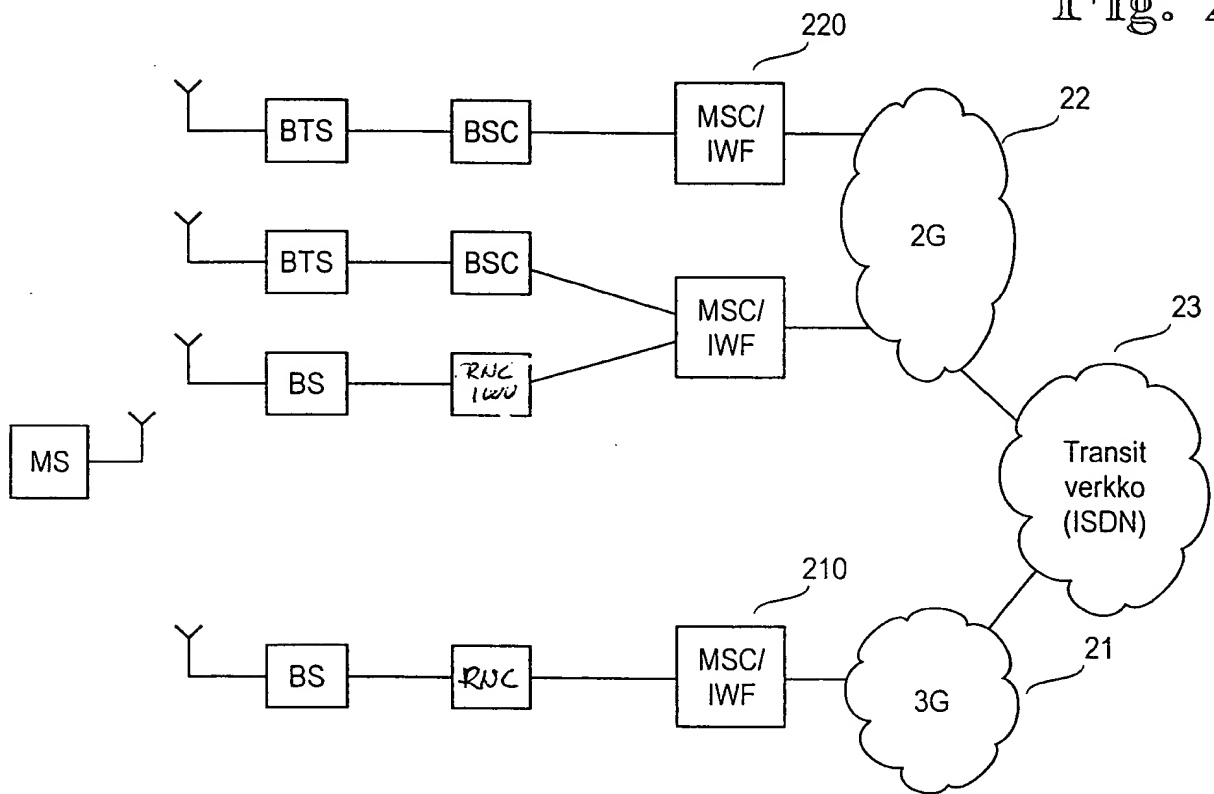 Fig. 2
220
22
BTS
BSC
MSC/
IWF
2G
BTS
BSC
MSC/
IWF
23
BS
RNC
IWU
MS
Transit
verkko
(ISDN)
210
21
BS
RNC
MSC/
IWF
3G